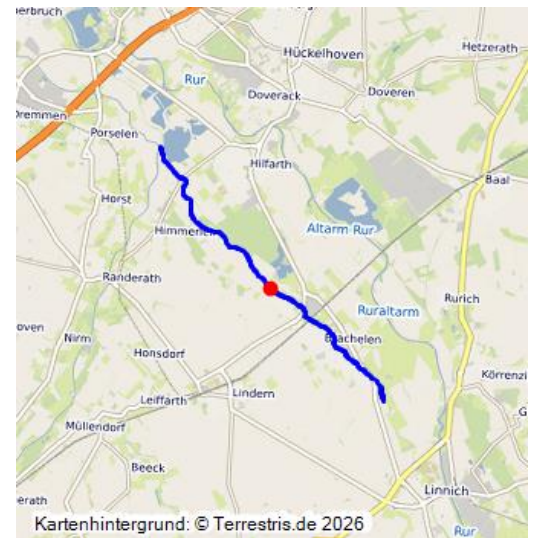 erbruch
Hückelhoven
Hetzerath
Rur
Doverack
Doveren
Dremmen
Porselen
Hilfarth
Baal
Horst
Altarm Rur
Himmerich
Randerath
Ruraltarm
Rurich
oven
Nirm
Brachelen
Honsdorf
Körrenzi
Leiffarth
Lindern
Müllendorf
Beeck
Linnich
erath
Rur
Kartenhintergrund: © Terrestris.de 2026